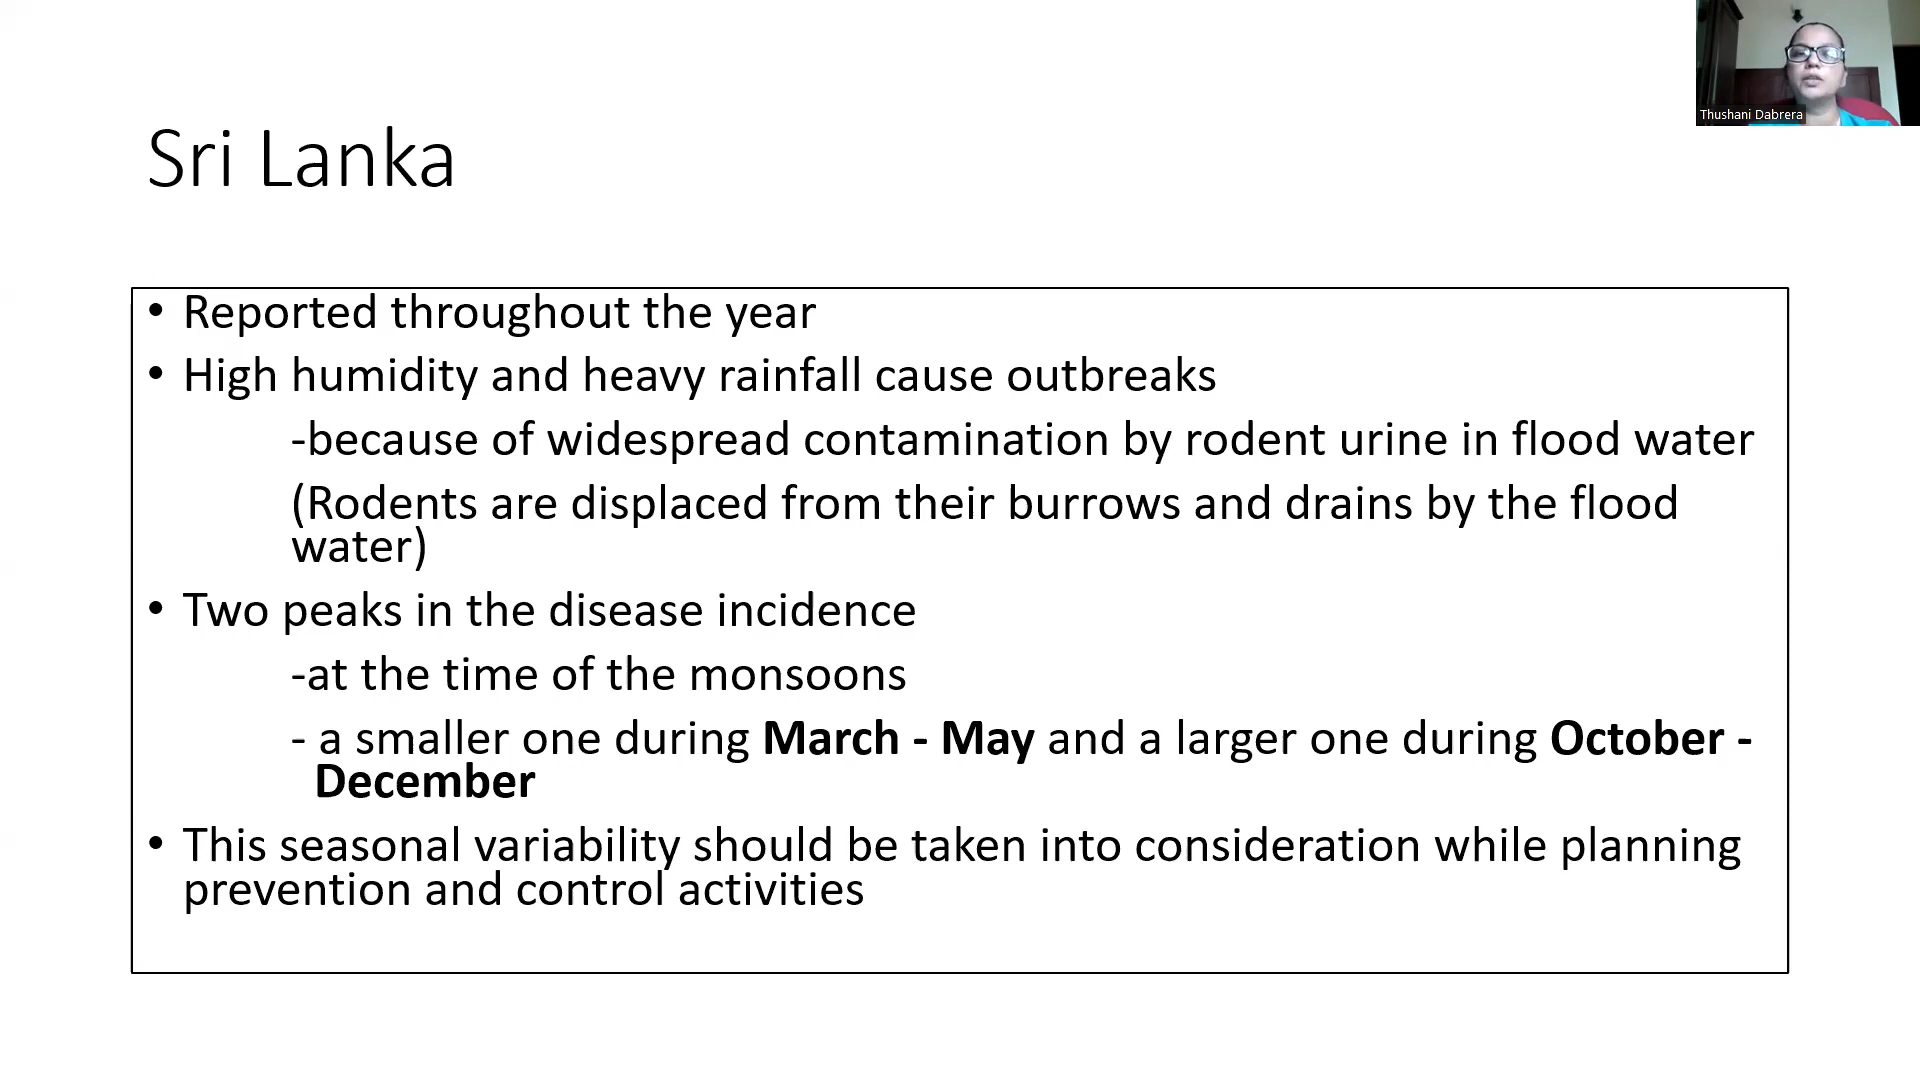 Thushani Dabrera
Sri Lanka
• Reported throughout the year
• High humidity and heavy rainfall cause outbreaks
-because of widespread contamination by rodent urine in flood water
(Rodents are displaced from their burrows and drains by the flood
water)
• Two peaks in the disease incidence
-at the time of the monsoons
- a smaller one during March - May and a larger one during October -
December
• This seasonal variability should be taken into consideration while planning
prevention and control activities